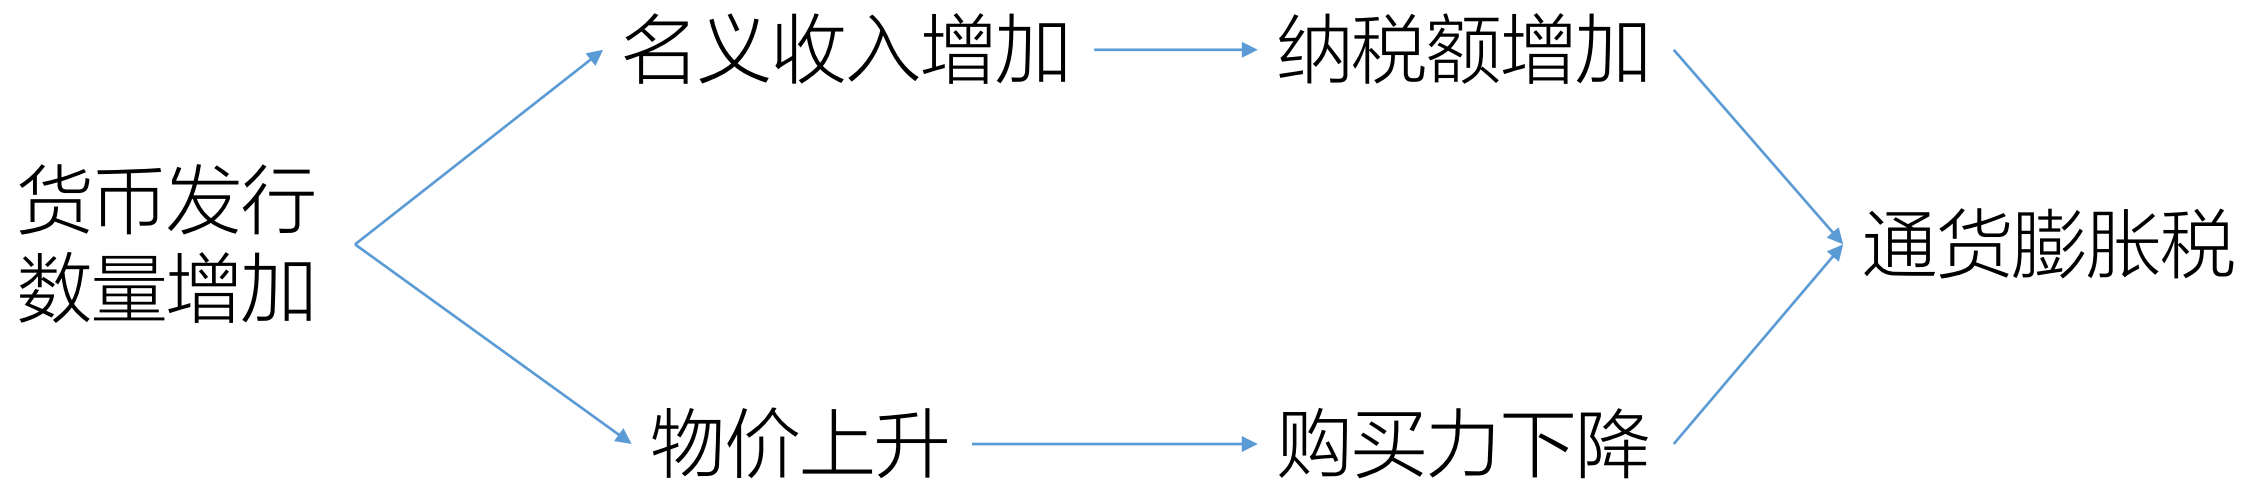 名义收入增加
纳税额增加
货币发行
数量增加
通货膨胀税
物价上升
购买力下降